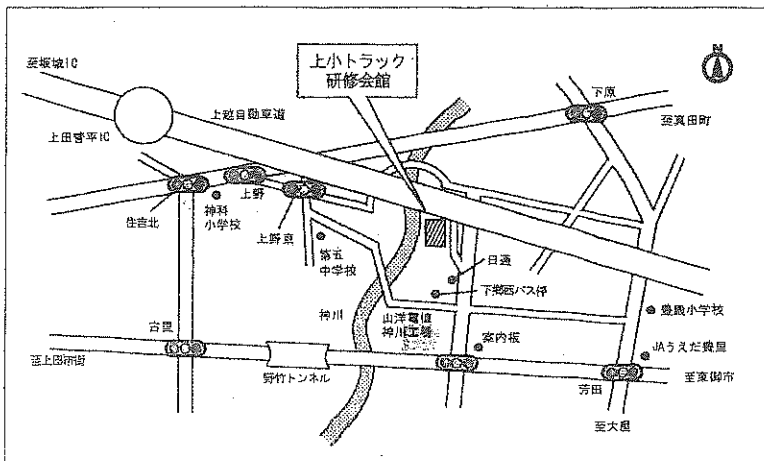 上小トラック
研修会館
N
至坂城IC
下原
上越自動車道
至真田町
上田菅平IC
上野
住吉北
神科
小学校
上野東
第五
中学校
日通
下郷西バス停
神川
山洋電気
神川工場
豊殿小学校
古里
案内板
JAうえだ豊殿
至上田市街
野竹トンネル
至東御市
芳田
至大屋